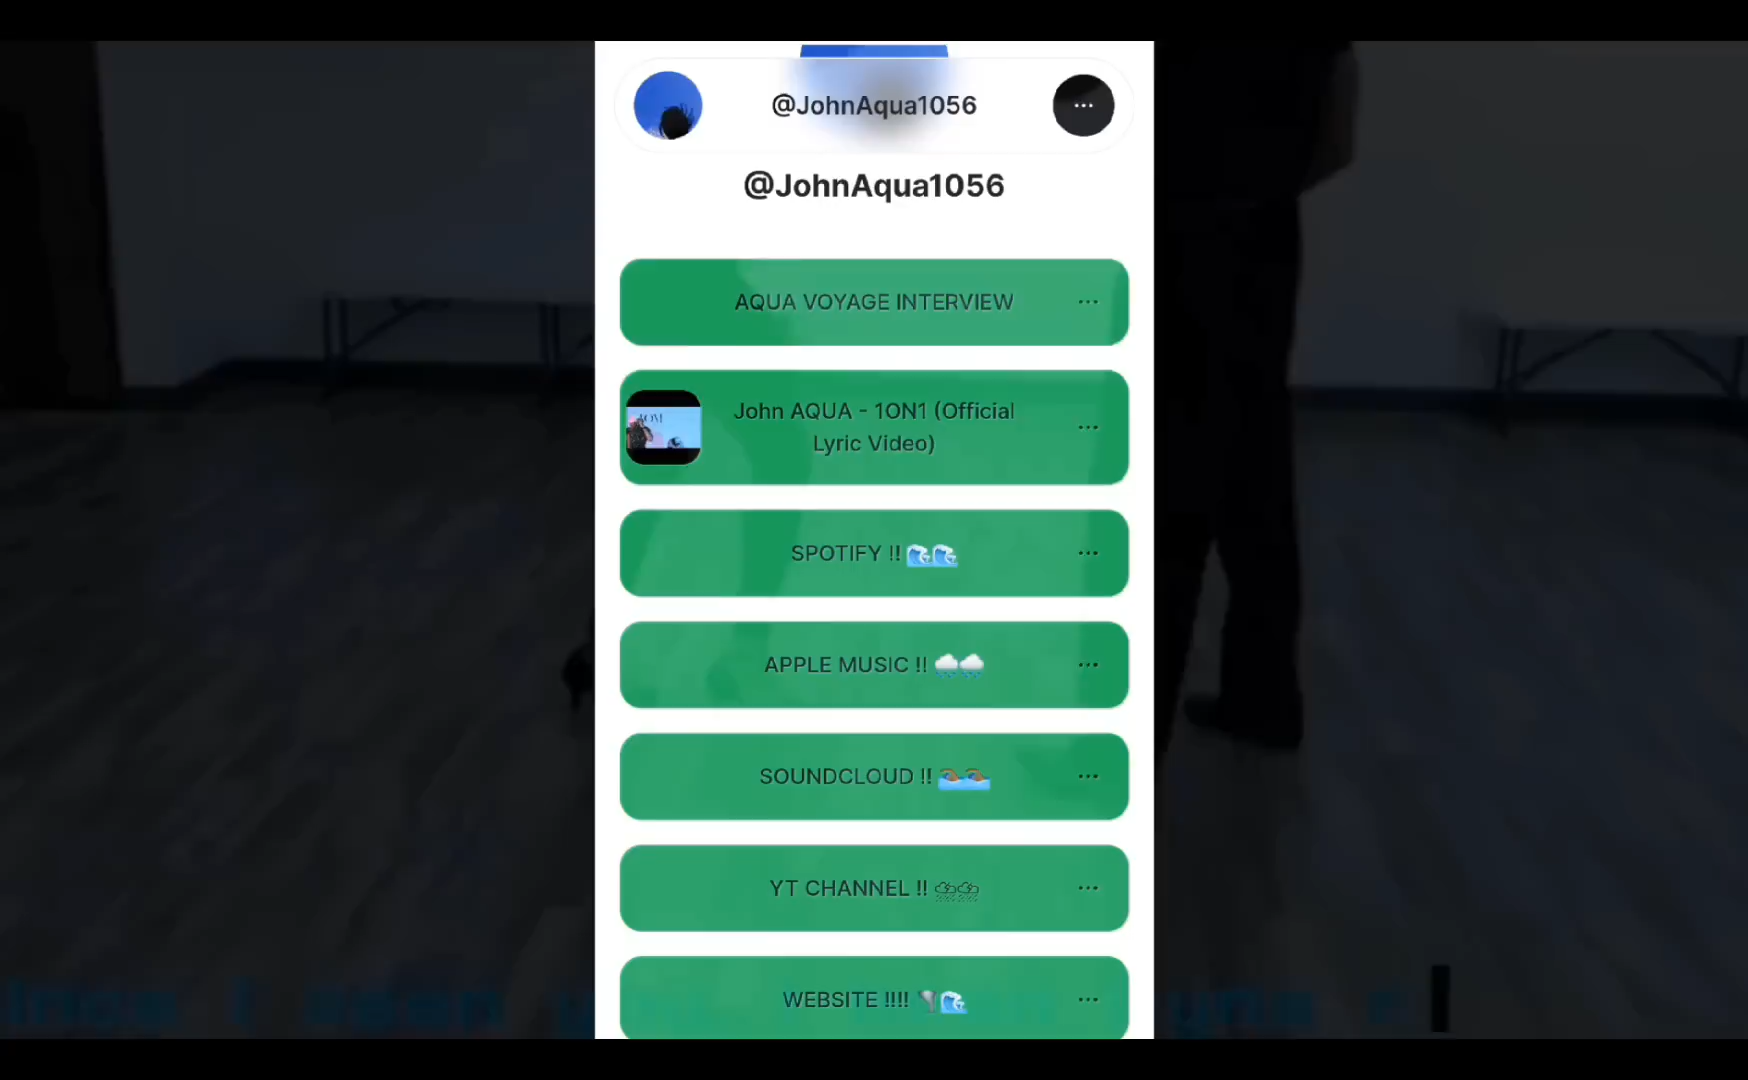 @JohnAqua1056
@JohnAqua1056
AQUA VOYAGE INTERVIEW
John AQUA - 1ON1 (Official
Lyric Video)
SPOTIFY !! 🌊🌊
APPLE MUSIC !! 🌧️🌧️
SOUNDCLOUD !! 🏊🏾🏊🏾
YT CHANNEL !! ⛈⛈
WEBSITE !!!! 🌪️🌊